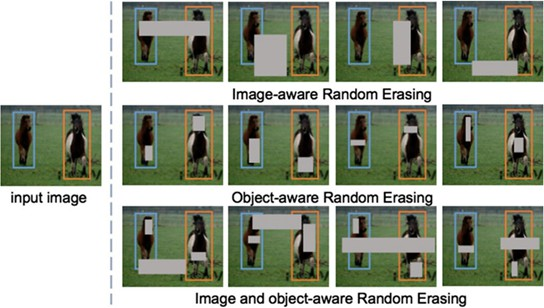 Image-aware Random Erasing
input image
Object-aware Random Erasing
Image and object-aware Random Erasing